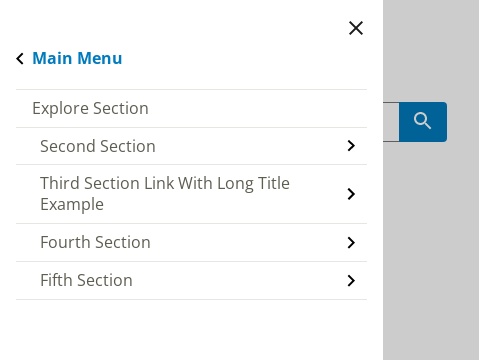 Main Menu
Explore Section
Second Section
Third Section Link With Long Title
Example
Fourth Section
Fifth Section